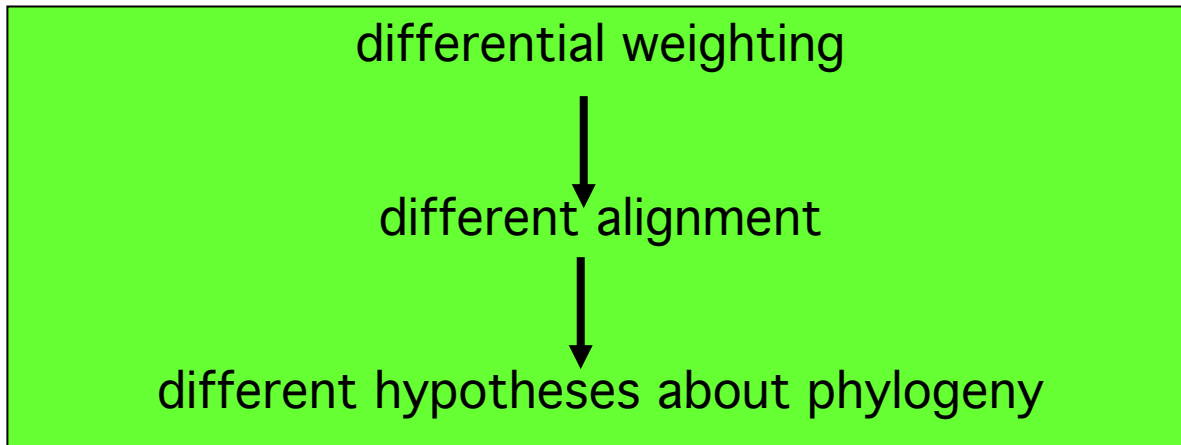 differential weighting
different alignment
different hypotheses about phylogeny